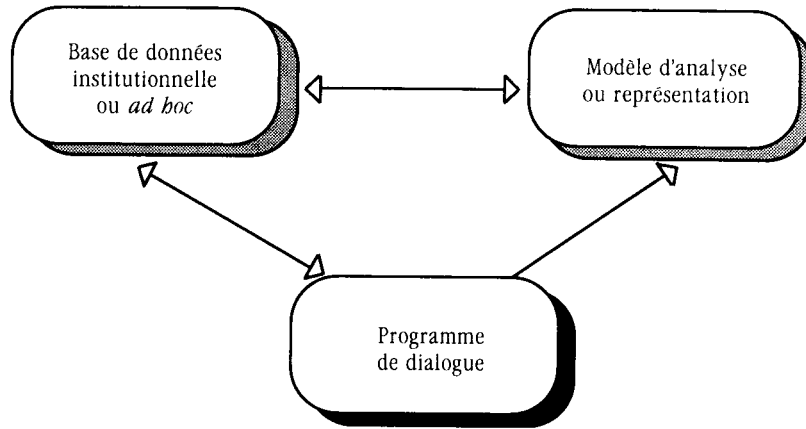 Base de données
institutionnelle
ou ad hoc
Modèle d'analyse
ou représentation
Programme
de dialogue